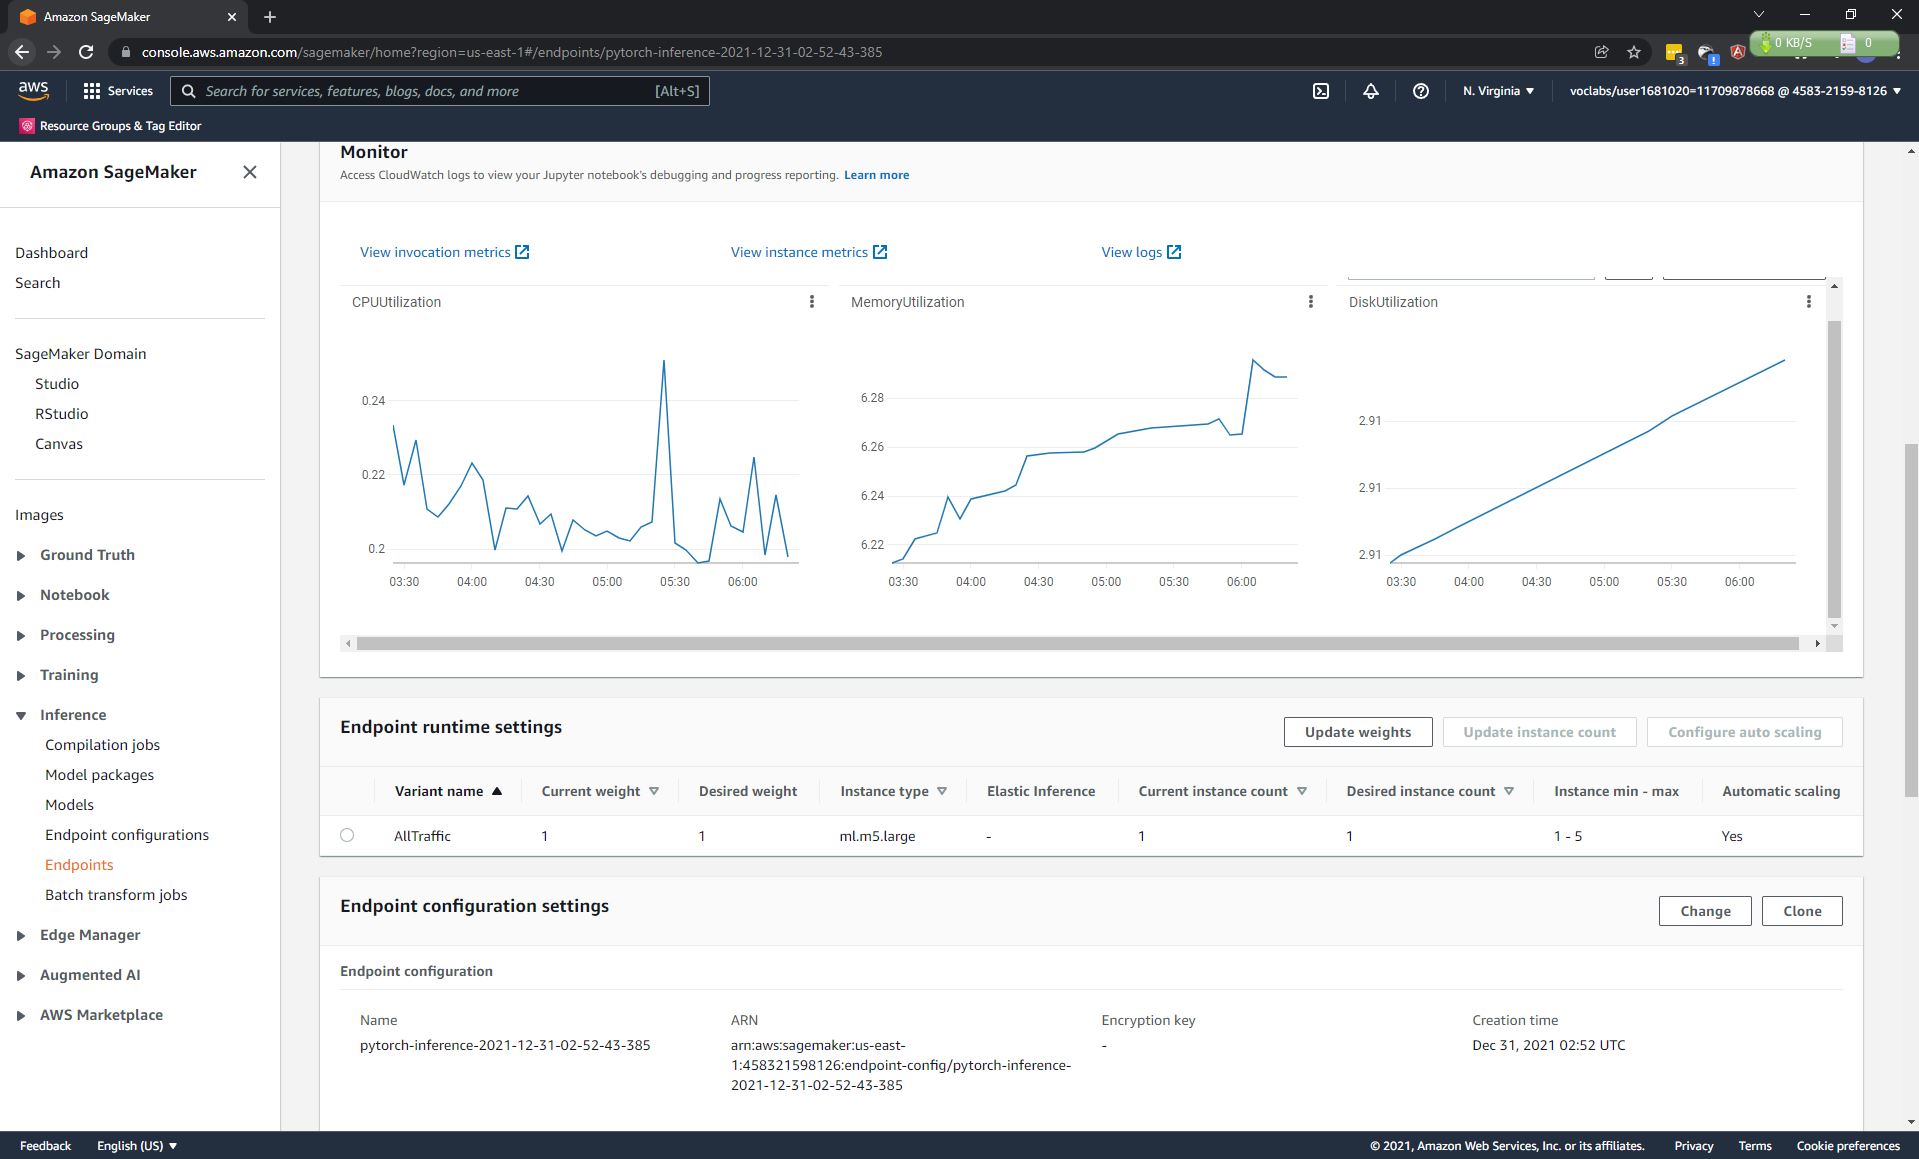 Amazon SageMaker
console.aws.amazon.com/sagemaker/home?region=us-east-1#/endpoints/pytorch-inference-2021-12-31-02-52-43-385
3
!
0 KB/S
0
aws
Services
Search for services, features, blogs, docs, and more [Alt+S]
N. Virginia
voclabs/user1681020=11709878668 @ 4583-2159-8126
Resource Groups & Tag Editor
Amazon SageMaker
Dashboard
Search
SageMaker Domain
Studio
RStudio
Canvas
Images
Ground Truth
Notebook
Processing
Training
Inference
Compilation jobs
Model packages
Models
Endpoint configurations
Endpoints
Batch transform jobs
Edge Manager
Augmented AI
AWS Marketplace
Monitor
Access CloudWatch logs to view your Jupyter notebook's debugging and progress reporting. Learn more
View invocation metrics
View instance metrics
View logs
CPUUtilization
0.24
0.22
0.2
03:30 04:00 04:30 05:00 05:30 06:00
MemoryUtilization
6.28
6.26
6.24
6.22
03:30 04:00 04:30 05:00 05:30 06:00
DiskUtilization
2.91
2.91
2.91
03:30 04:00 04:30 05:00 05:30 06:00
Endpoint runtime settings
Update weights
Update instance count
Configure auto scaling
Variant name Current weight Desired weight Instance type Elastic Inference Current instance count Desired instance count Instance min - max Automatic scaling
AllTraffic 1 1 ml.m5.large - 1 1 1 - 5 Yes
Endpoint configuration settings
Change
Clone
Endpoint configuration
Name
pytorch-inference-2021-12-31-02-52-43-385
ARN
arn:aws:sagemaker:us-east-
1:458321598126:endpoint-config/pytorch-inference-
2021-12-31-02-52-43-385
Encryption key
-
Creation time
Dec 31, 2021 02:52 UTC
Feedback
English (US)
© 2021, Amazon Web Services, Inc. or its affiliates.
Privacy
Terms
Cookie preferences